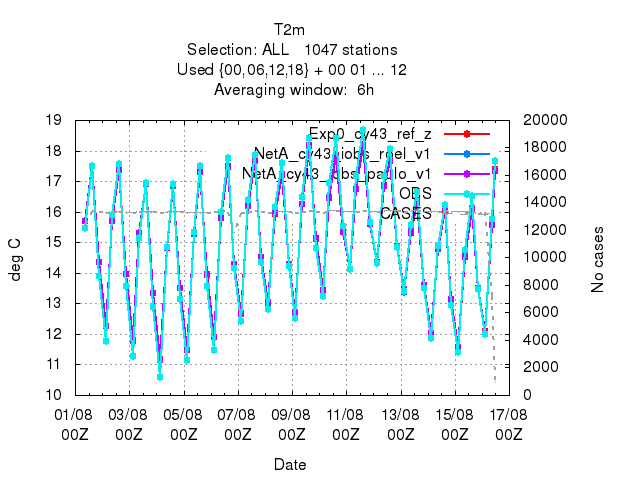 T2m
Selection: ALL 1047 stations
Used {00,06,12,18} + 00 01 ... 12
Averaging window: 6h
19
18
17
16
15
14
13
12
11
10
20000
18000
16000
14000
12000
10000
8000
6000
4000
2000
0
deg C
No cases
Exp0_cy43_ref_z
OBS
CASES
01/08 03/08 05/08 07/08 09/08 11/08 13/08 15/08 17/08
00Z 00Z 00Z 00Z 00Z 00Z 00Z 00Z 00Z
Date